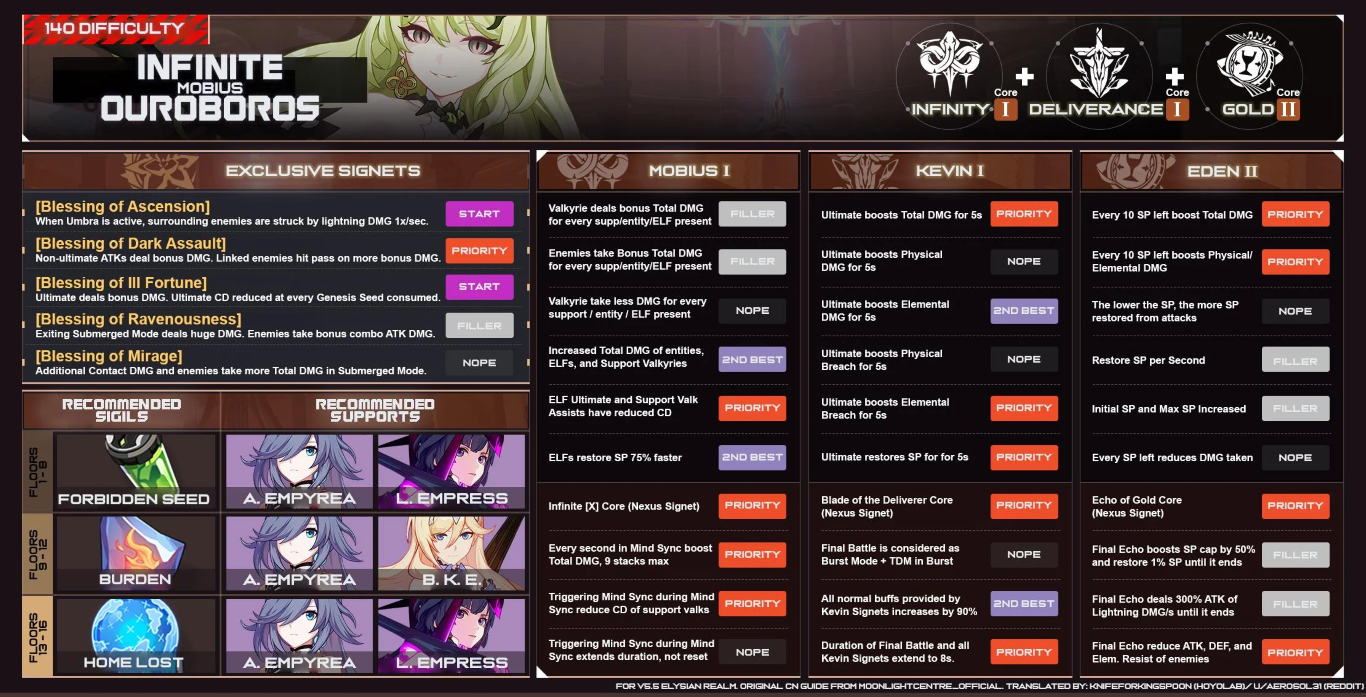 140 DIFFICULTY
INFINITE
MOBIUS
OUROBOROS
INFINITY Core I + DELIVERANCE Core I + GOLD Core II
EXCLUSIVE SIGNETS
[Blessing of Ascension]
When Umbra is active, surrounding enemies are struck by lightning DMG 1x/sec.
START
[Blessing of Dark Assault]
Non-ultimate ATKs deal bonus DMG. Linked enemies hit pass on more bonus DMG.
PRIORITY
[Blessing of Ill Fortune]
Ultimate deals bonus DMG. Ultimate CD reduced at every Genesis Seed consumed.
START
[Blessing of Ravenousness]
Exiting Submerged Mode deals huge DMG. Enemies take bonus combo ATK DMG.
FILLER
[Blessing of Mirage]
Additional Contact DMG and enemies take more Total DMG in Submerged Mode.
NOPE
RECOMMENDED
SIGILS
RECOMMENDED
SUPPORTS
FLOORS
1 - 8
FORBIDDEN SEED
A. EMPYREA
L. EMPRESS
FLOORS
9 - 12
BURDEN
A. EMPYREA
B. K. E.
FLOORS
13 - 16
HOME LOST
A. EMPYREA
L. EMPRESS
MOBIUS I
Valkyrie deals bonus Total DMG
for every supp/entity/ELF present
FILLER
Enemies take Bonus Total DMG
for every supp/entity/ELF present
FILLER
Valkyrie take less DMG for every
support / entity / ELF present
NOPE
Increased Total DMG of entities,
ELFs, and Support Valkyries
2ND BEST
ELF Ultimate and Support Valk
Assists have reduced CD
PRIORITY
ELFs restore SP 75% faster
2ND BEST
Infinite [X] Core (Nexus Signet)
PRIORITY
Every second in Mind Sync boost
Total DMG, 9 stacks max
PRIORITY
Triggering Mind Sync during Mind
Sync reduce CD of support valks
PRIORITY
Triggering Mind Sync during Mind
Sync extends duration, not reset
NOPE
KEVIN I
Ultimate boosts Total DMG for 5s
PRIORITY
Ultimate boosts Physical
DMG for 5s
NOPE
Ultimate boosts Elemental
DMG for 5s
2ND BEST
Ultimate boosts Physical
Breach for 5s
NOPE
Ultimate boosts Elemental
Breach for 5s
PRIORITY
Ultimate restores SP for for 5s
PRIORITY
Blade of the Deliverer Core
(Nexus Signet)
PRIORITY
Final Battle is considered as
Burst Mode + TDM in Burst
NOPE
All normal buffs provided by
Kevin Signets increases by 90%
2ND BEST
Duration of Final Battle and all
Kevin Signets extend to 8s.
PRIORITY
EDEN II
Every 10 SP left boost Total DMG
PRIORITY
Every 10 SP left boosts Physical/
Elemental DMG
PRIORITY
The lower the SP, the more SP
restored from attacks
NOPE
Restore SP per Second
FILLER
Initial SP and Max SP Increased
FILLER
Every SP left reduces DMG taken
NOPE
Echo of Gold Core
(Nexus Signet)
PRIORITY
Final Echo boosts SP cap by 50%
and restore 1% SP until it ends
FILLER
Final Echo deals 300% ATK of
Lightning DMG/s until it ends
FILLER
Final Echo reduce ATK, DEF, and
Elem. Resist of enemies
PRIORITY
FOR V5.5 ELYSIAN REALM. ORIGINAL CN GUIDE FROM MOONLIGHTCENTRE_OFFICIAL. TRANSLATED BY: KNIFEFORKINGSPOON (HOYOLAB)/ U/AEROSOL31 (REDDIT)